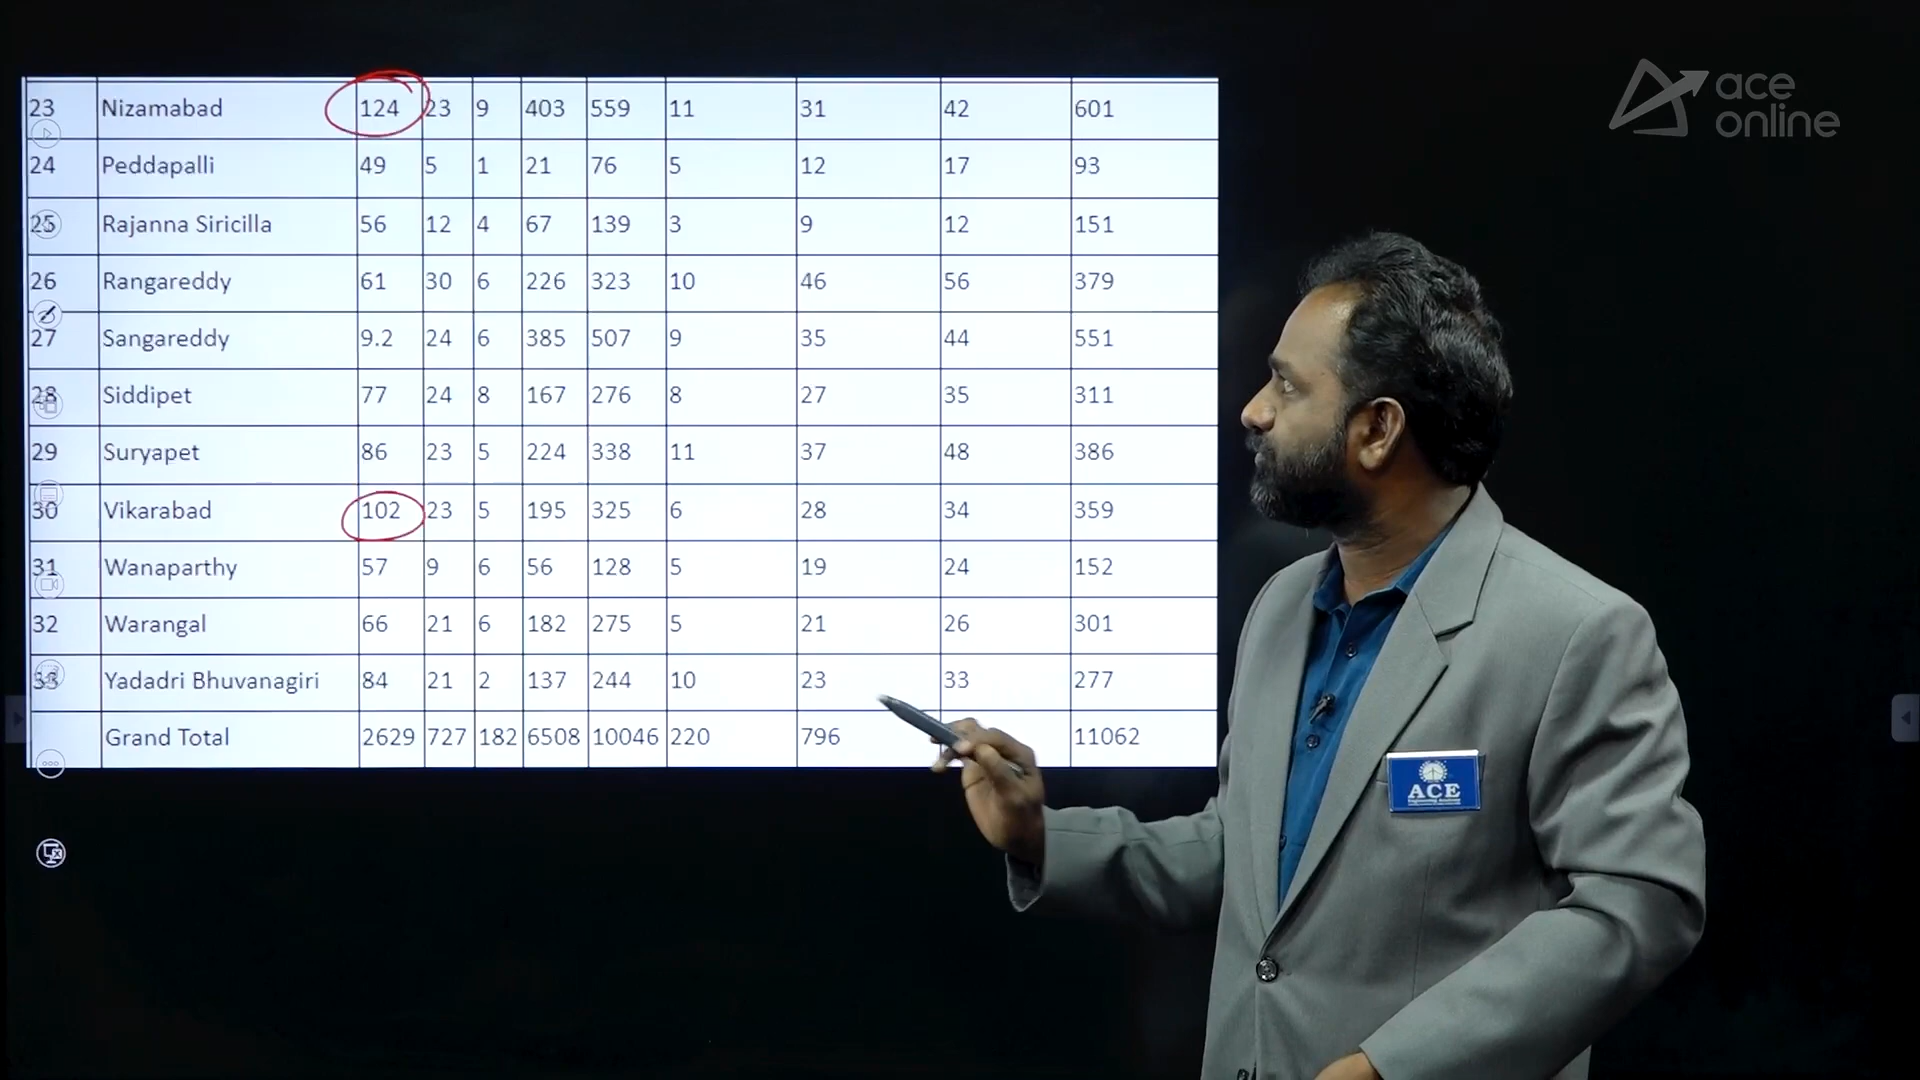 ace
online
23 Nizamabad 124 23 9 403 559 11 31 42 601
24 Peddapalli 49 5 1 21 76 5 12 17 93
25 Rajanna Siricilla 56 12 4 67 139 3 9 12 151
26 Rangareddy 61 30 6 226 323 10 46 56 379
27 Sangareddy 9.2 24 6 385 507 9 35 44 551
28 Siddipet 77 24 8 167 276 8 27 35 311
29 Suryapet 86 23 5 224 338 11 37 48 386
30 Vikarabad 102 23 5 195 325 6 28 34 359
31 Wanaparthy 57 9 6 56 128 5 19 24 152
32 Warangal 66 21 6 182 275 5 21 26 301
33 Yadadri Bhuvanagiri 84 21 2 137 244 10 23 33 277
Grand Total 2629 727 182 6508 10046 220 796 11062
ACE